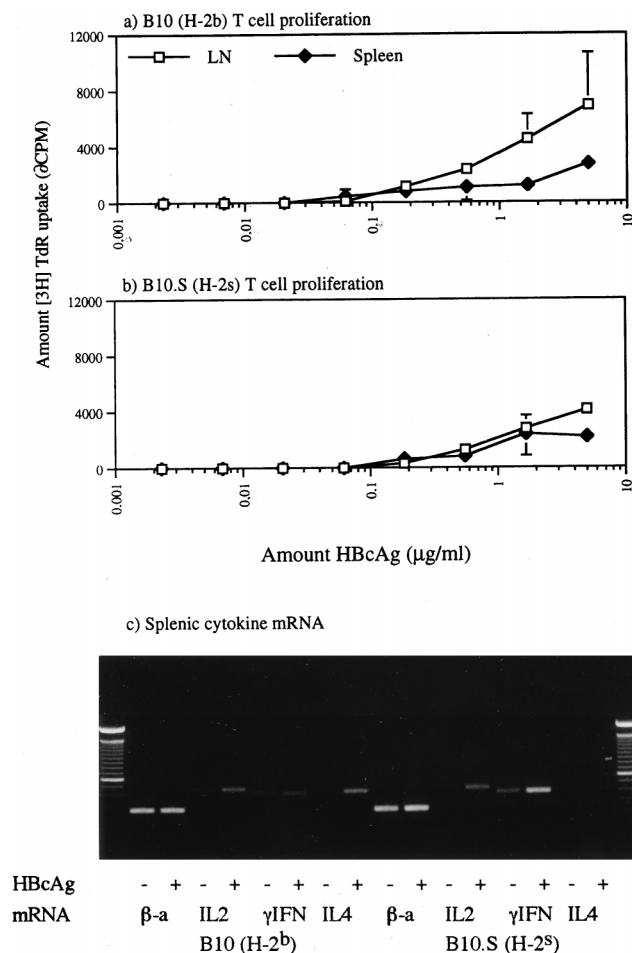 a) B10 (H-2b) T cell proliferation
12000
LN
Spleen
8000
4000
0
0.001
0.01
0.1
1
10
Amount [3H] TdR uptake (∂CPM)
b) B10.S (H-2s) T cell proliferation
12000
8000
4000
0
0.001
0.01
0.1
1
10
Amount HBcAg (µg/ml)
c) Splenic cytokine mRNA
HBcAg - + - + - + - + - + - + - + - +
mRNA β-a IL2 γIFN IL4 β-a IL2 γIFN IL4
B10 (H-2b) B10.S (H-2s)